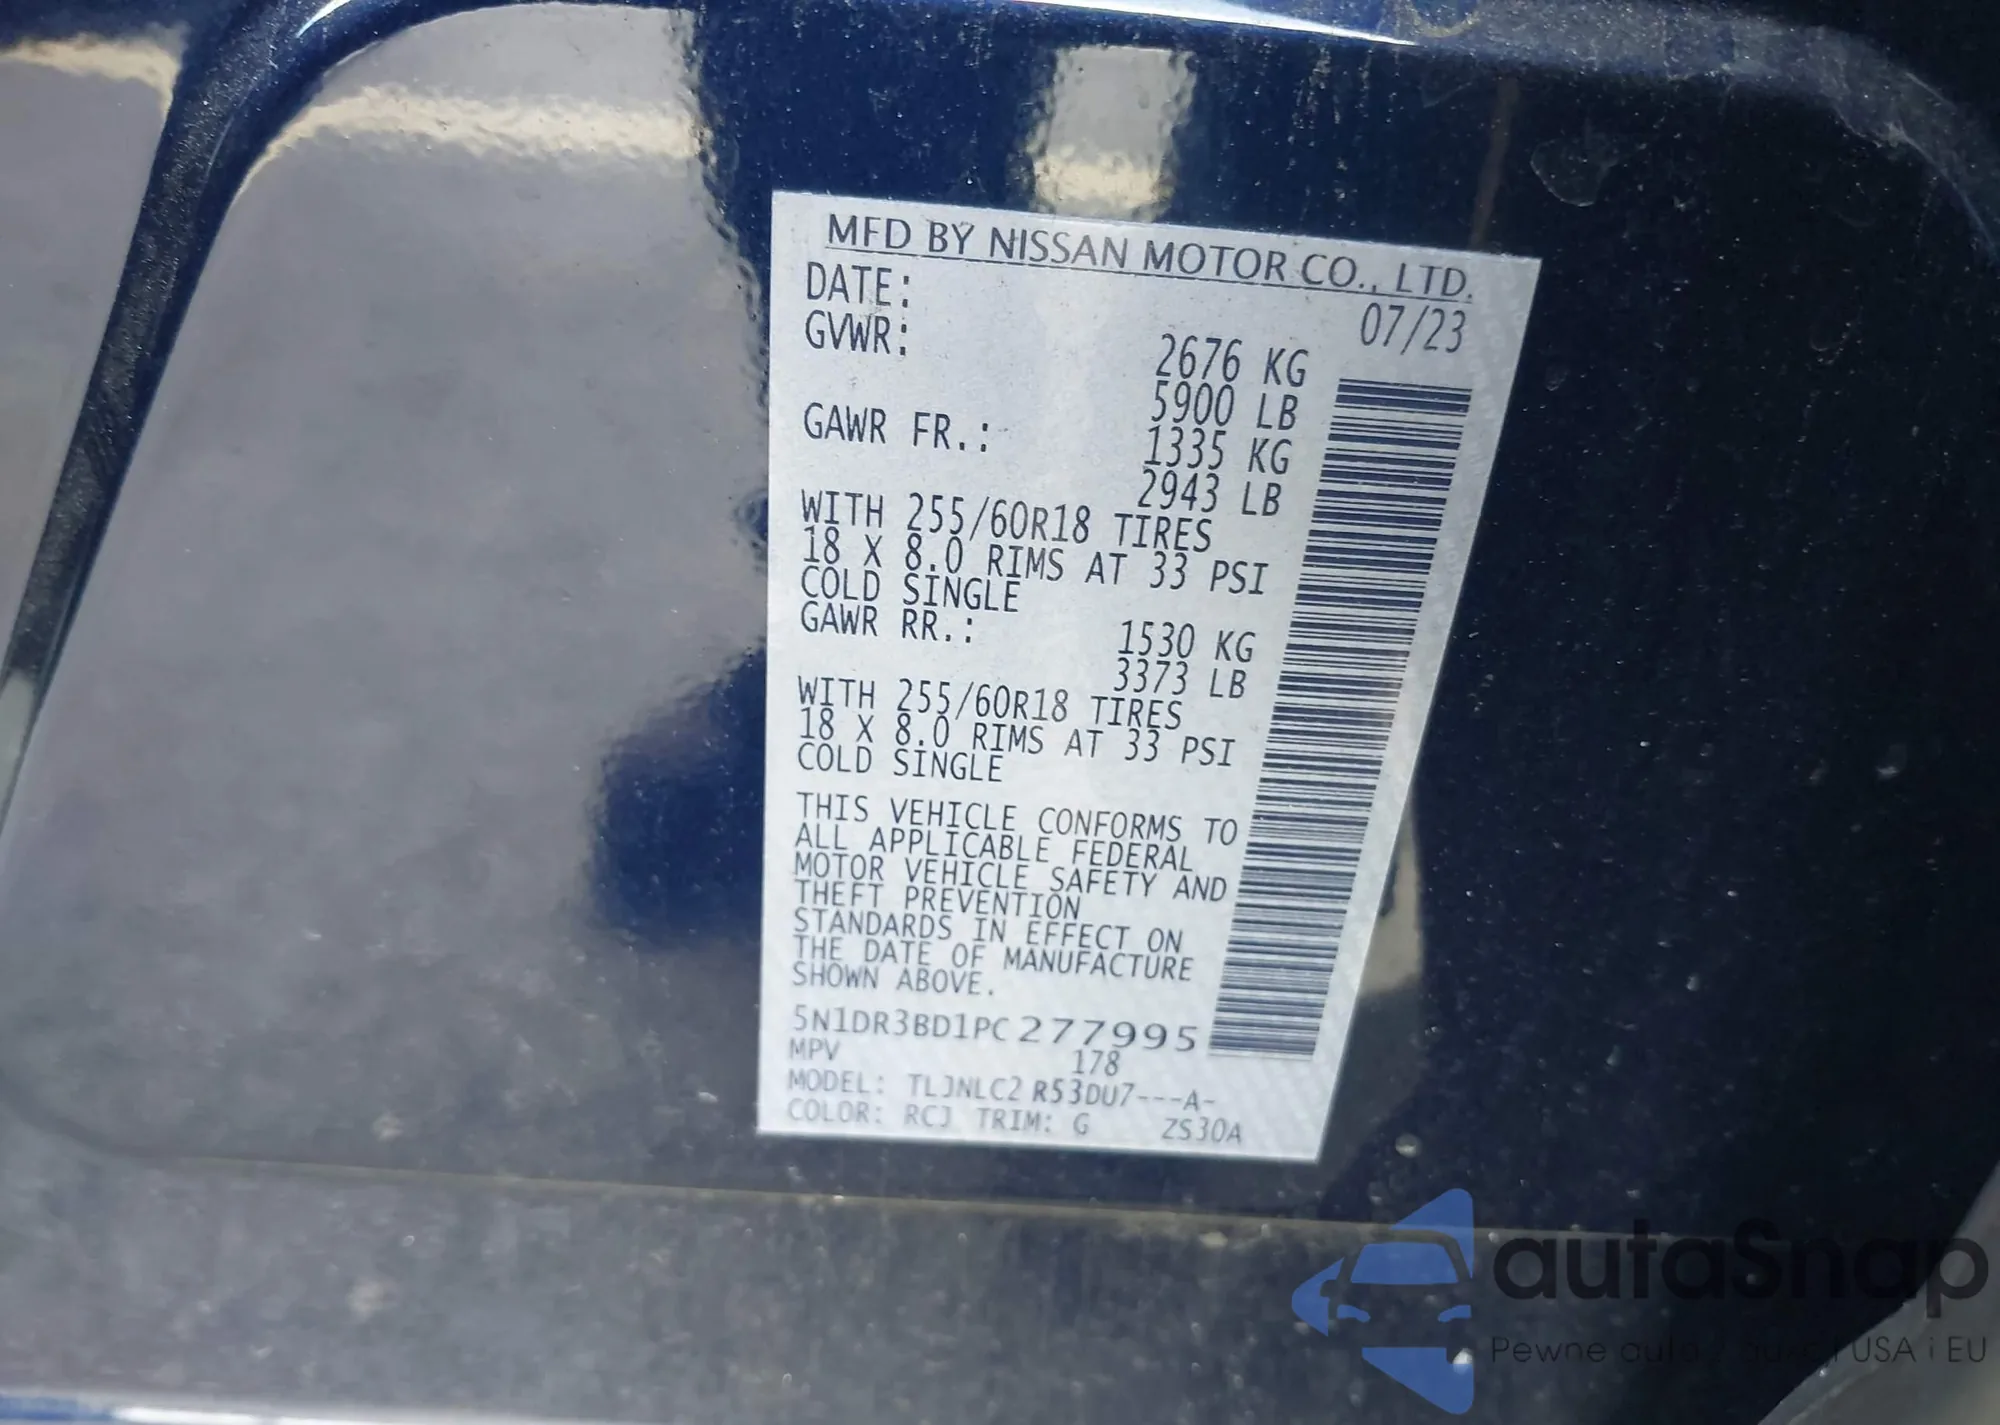 MFD BY NISSAN MOTOR CO., LTD.
DATE: 07/23
GVWR: 2676 KG
5900 LB
GAWR FR.: 1335 KG
2943 LB
WITH 255/60R18 TIRES
18 X 8.0 RIMS AT 33 PSI
COLD SINGLE
GAWR RR.: 1530 KG
3373 LB
WITH 255/60R18 TIRES
18 X 8.0 RIMS AT 33 PSI
COLD SINGLE
THIS VEHICLE CONFORMS TO
ALL APPLICABLE FEDERAL
MOTOR VEHICLE SAFETY AND
THEFT PREVENTION
STANDARDS IN EFFECT ON
THE DATE OF MANUFACTURE
SHOWN ABOVE.
5N1DR3BD1PC277995
MPV 178
MODEL: TLJNLC2 R53DU7---A-
COLOR: RCJ TRIM: G ZS30A
autaSnap
Pewne auta z USA i EU